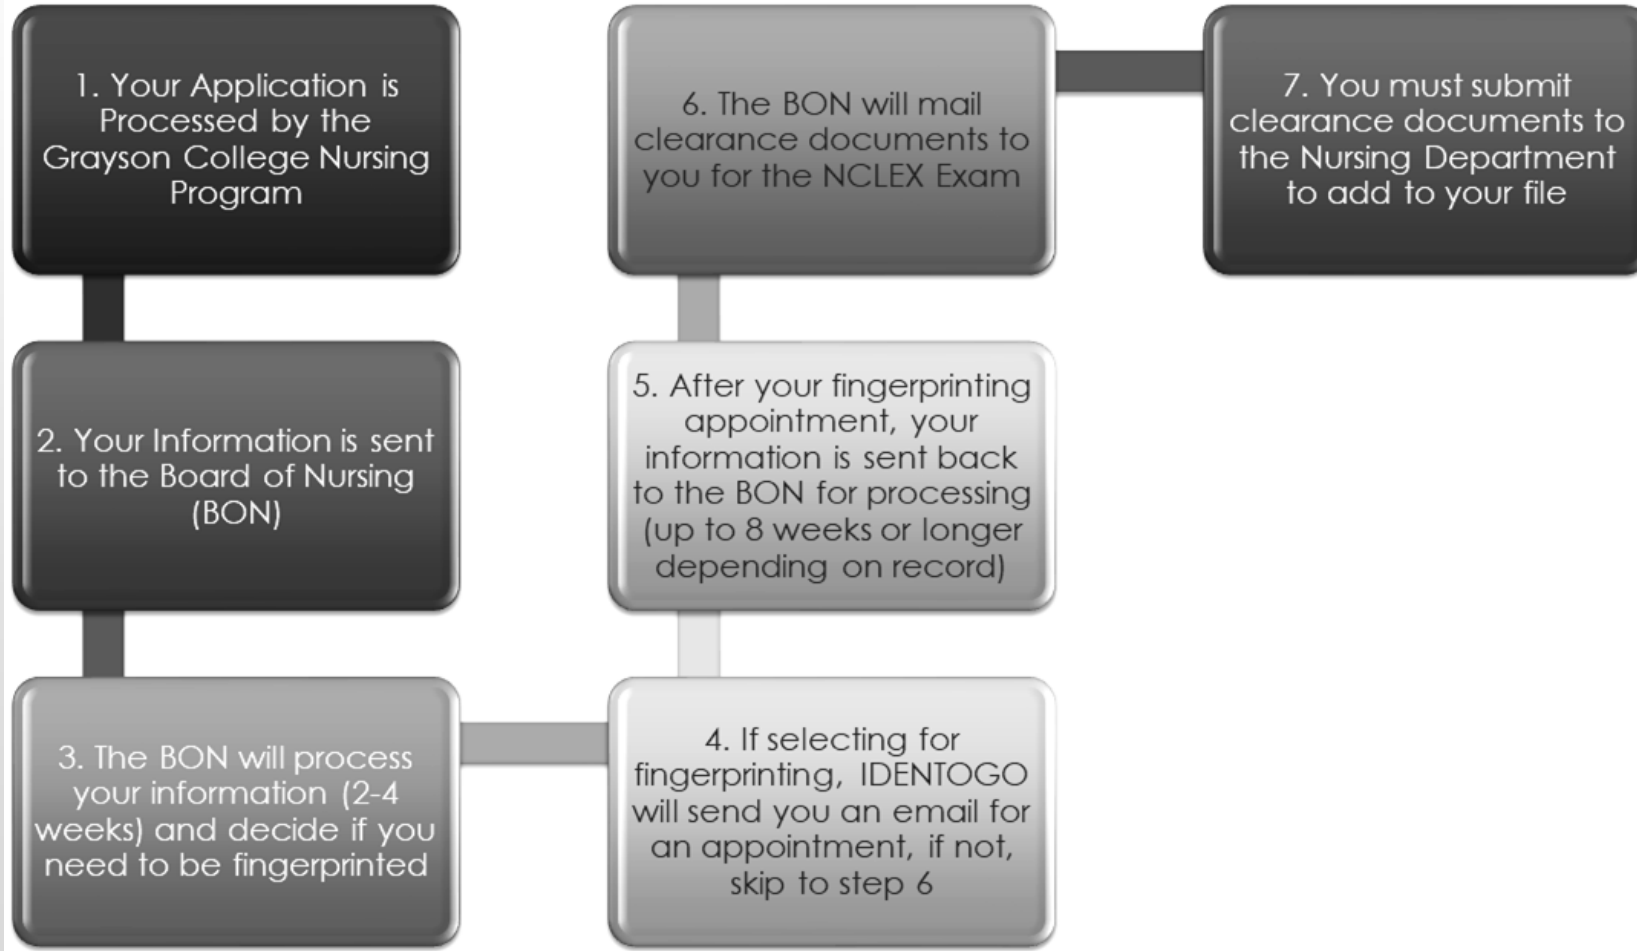 1. Your Application is
Processed by the
Grayson College Nursing
Program
2. Your Information is sent
to the Board of Nursing
(BON)
3. The BON will process
your information (2-4
weeks) and decide if you
need to be fingerprinted
4. If selecting for
fingerprinting, IDENTOGO
will send you an email for
an appointment, if not,
skip to step 6
5. After your fingerprinting
appointment, your
information is sent back
to the BON for processing
(up to 8 weeks or longer
depending on record)
6. The BON will mail
clearance documents to
you for the NCLEX Exam
7. You must submit
clearance documents to
the Nursing Department
to add to your file